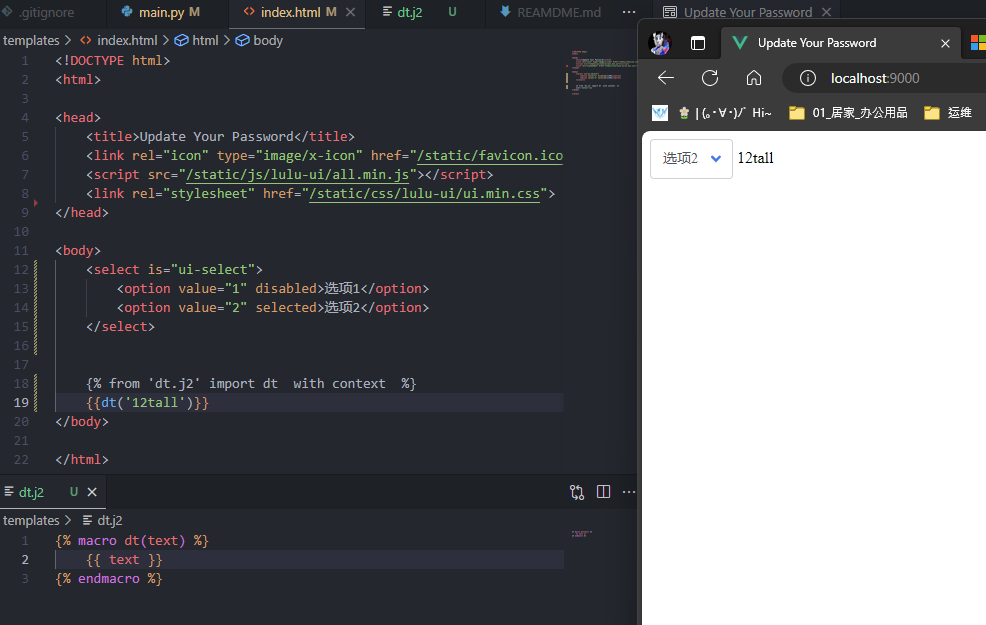 .gitignore
main.py M
index.html M
dt.j2 U
REAMDME.md
Update Your Password
templates > index.html > html > body
1 <!DOCTYPE html>
2 <html>
3
4 <head>
5 <title>Update Your Password</title>
6 <link rel="icon" type="image/x-icon" href="/static/favicon.ico
7 <script src="/static/js/lulu-ui/all.min.js"></script>
8 <link rel="stylesheet" href="/static/css/lulu-ui/ui.min.css">
9 </head>
10
11 <body>
12 <select is="ui-select">
13 <option value="1" disabled>选项1</option>
14 <option value="2" selected>选项2</option>
15 </select>
16
17
18 {% from 'dt.j2' import dt  with context  %}
19 {{dt('12tall')}}
20 </body>
21
22 </html>
dt.j2 U
templates > dt.j2
1 {% macro dt(text) %}
2 {{ text }}
3 {% endmacro %}
Update Your Password
localhost:9000
|(｡･∀･)ﾉﾞ Hi~
01_居家_办公用品
运维
选项2
12tall